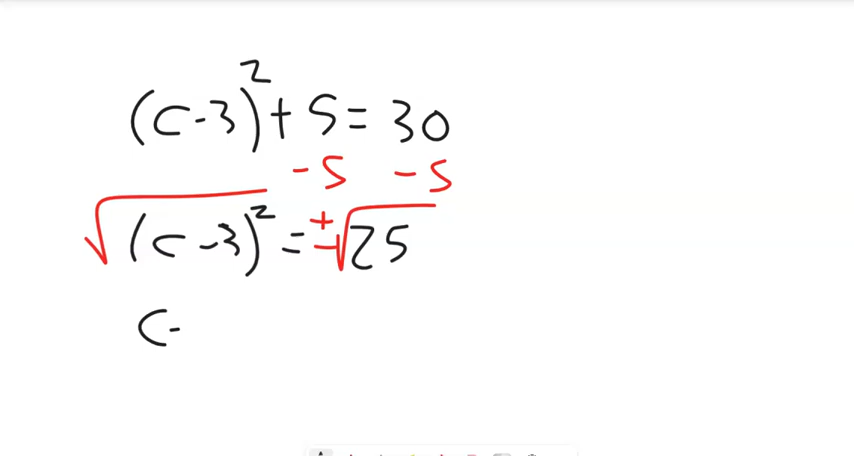 (c-3)² + 5 = 30
-5 -5
√(c-3)² = ±√25
c-